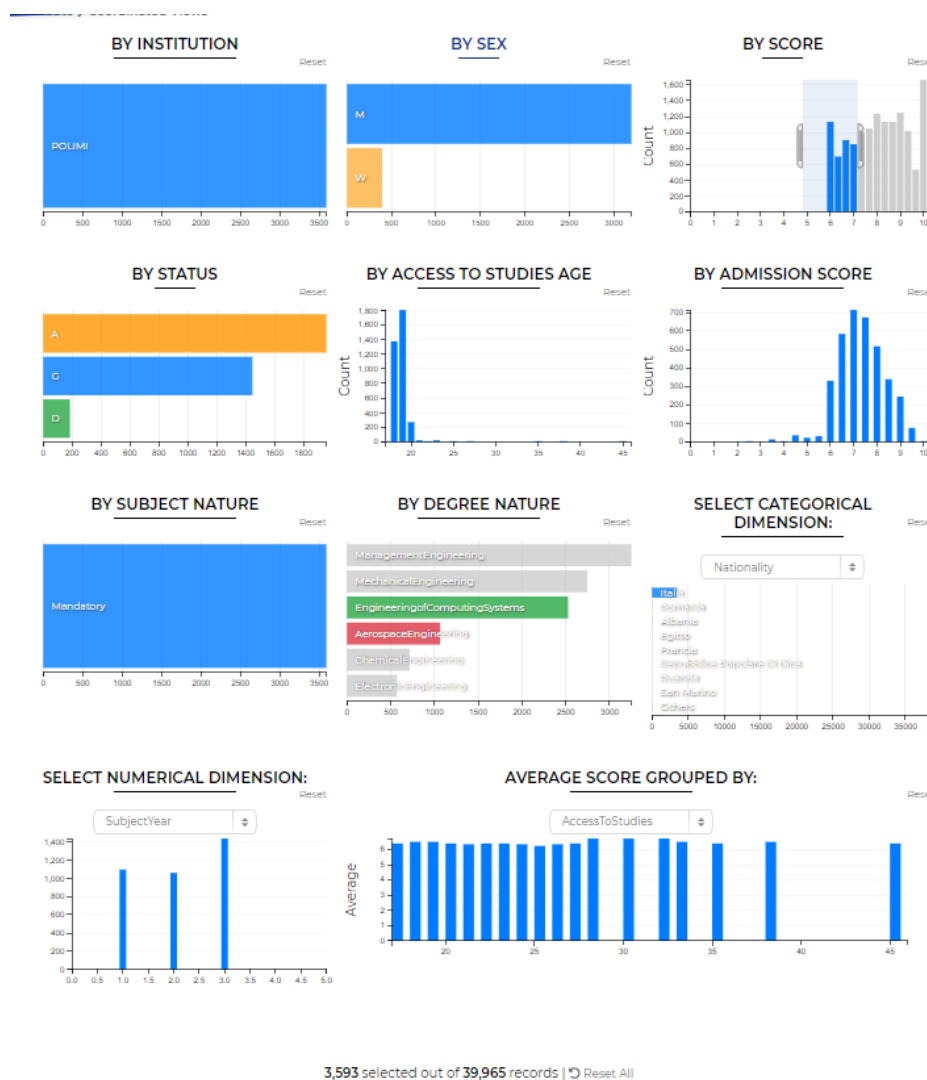 BY INSTITUTION
Reset
POLIMI
0 500 1000 1500 2000 2500 3000 3500
BY SEX
Reset
M
W
0 500 1000 1500 2000 2500 3000
BY SCORE
Count
1,600
1,400
1,200
1,000
800
600
400
200
0
0 1 2 3 4 5 6 7 8 9 10
BY STATUS
Reset
A
G
D
0 200 400 600 800 1000 1200 1400 1600 1800
BY ACCESS TO STUDIES AGE
Reset
Count
1,800
1,600
1,400
1,200
1,000
800
600
400
200
0
20 25 30 35 40 45
BY ADMISSION SCORE
Count
700
600
500
400
300
200
100
0
0 1 2 3 4 5 6 7 8 9 10
BY SUBJECT NATURE
Reset
Mandatory
0 500 1000 1500 2000 2500 3000 3500
BY DEGREE NATURE
Reset
ManagementEngineering
MechanicalEngineering
EngineeringofComputingSystems
AerospaceEngineering
ChemicalEngineering
ElectronicEngineering
0 500 1000 1500 2000 2500 3000
SELECT CATEGORICAL
DIMENSION:
Nationality
Italia
Romania
Albania
Egitto
Francia
Repubblica Popolare Di Cina
Ruanda
San Marino
Others
0 5000 10000 15000 20000 25000 30000 35000
SELECT NUMERICAL DIMENSION:
Reset
SubjectYear
1,400
1,200
1,000
800
600
400
200
0
0.0 0.5 1.0 1.5 2.0 2.5 3.0 3.5 4.0 4.5 5.0
AVERAGE SCORE GROUPED BY:
AccessToStudies
Average
6
5
4
3
2
1
0
20 25 30 35 40 45
3,593 selected out of 39,965 records | Reset All